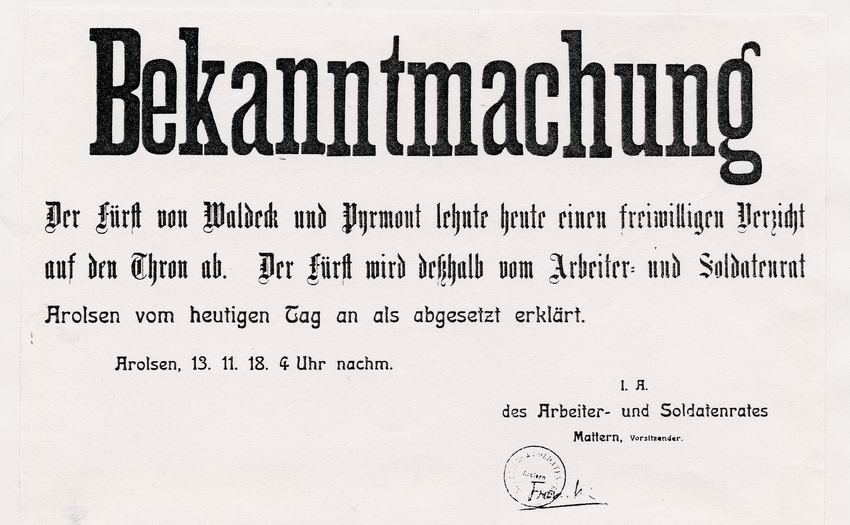 Bekanntmachung
Der Fürst von Waldeck und Pyrmont lehnte heute einen freiwilligen Verzicht
auf den Thron ab. Der Fürst wird deßhalb vom Arbeiter- und Soldatenrat
Arolsen vom heutigen Tag an als abgesetzt erklärt.
Arolsen, 13. 11. 18. 4 Uhr nachm.
I. A.
des Arbeiter- und Soldatenrates
Mattern, Vorsitzender.
Arolsen